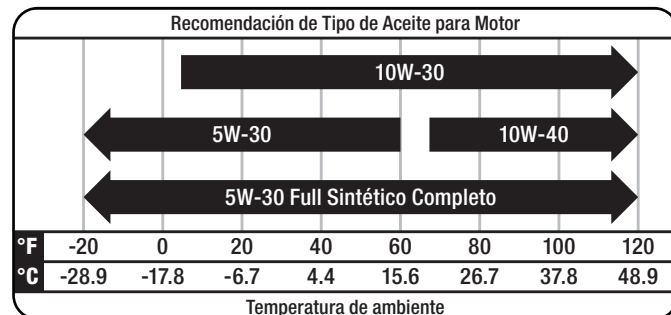 Recomendación de Tipo de Aceite para Motor
10W-30
5W-30 10W-40
5W-30 Full Sintético Completo
°F -20 0 20 40 60 80 100 120
°C -28.9 -17.8 -6.7 4.4 15.6 26.7 37.8 48.9
Temperatura de ambiente